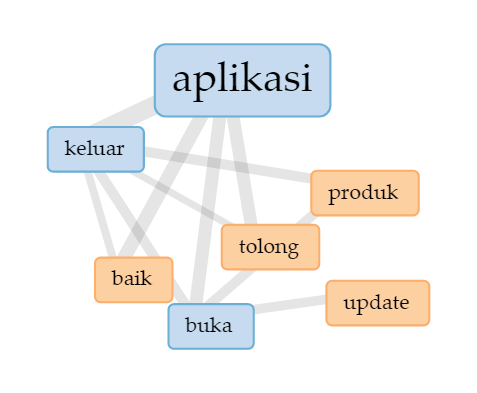 aplikasi
keluar
produk
tolong
baik
update
buka